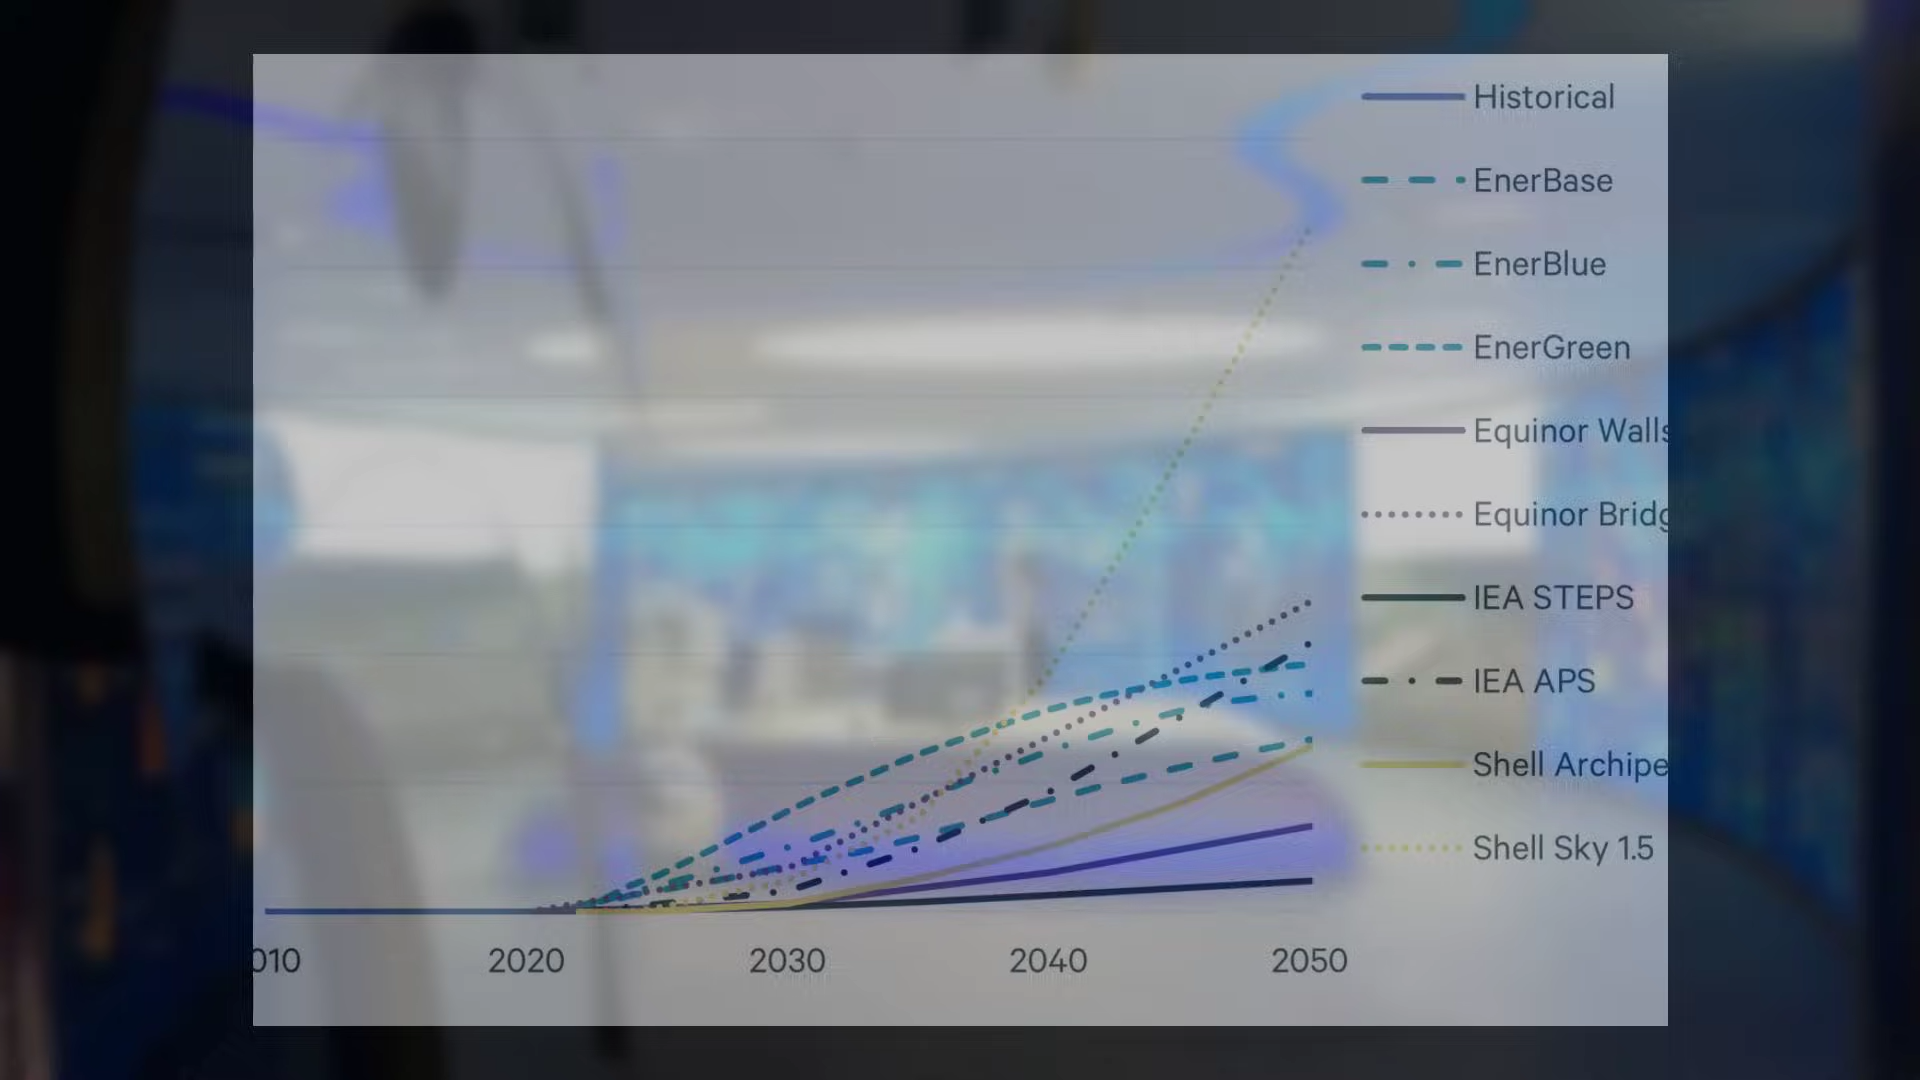 Historical
EnerBase
EnerBlue
EnerGreen
Equinor Walls
Equinor Bridg
IEA STEPS
IEA APS
Shell Archipe
Shell Sky 1.5
010 2020 2030 2040 2050